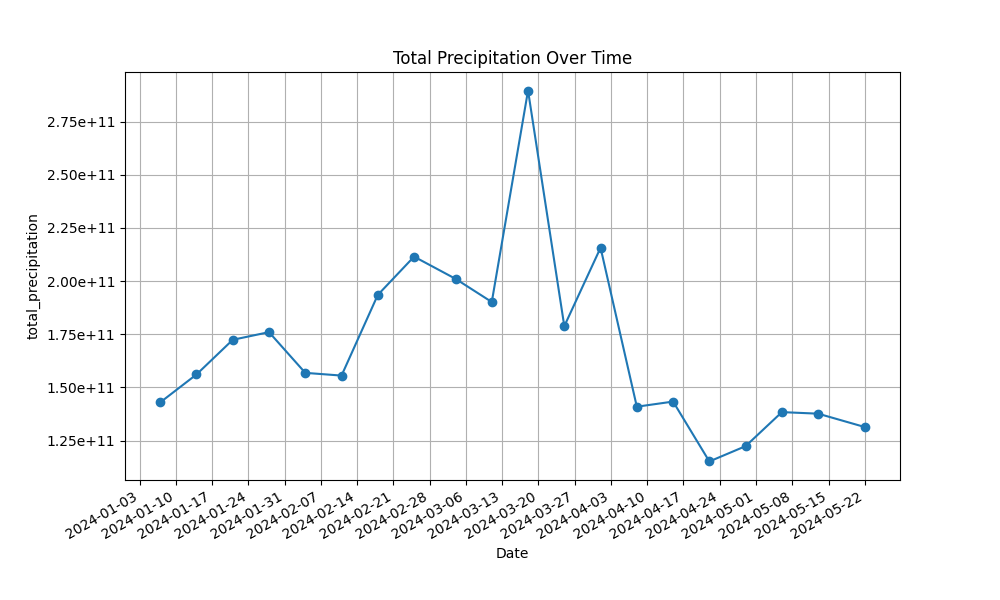 Total Precipitation Over Time
total_precipitation
2.75e+11
2.50e+11
2.25e+11
2.00e+11
1.75e+11
1.50e+11
1.25e+11
2024-01-03
2024-01-10
2024-01-17
2024-01-24
2024-01-31
2024-02-07
2024-02-14
2024-02-21
2024-02-28
2024-03-06
2024-03-13
2024-03-20
2024-03-27
2024-04-03
2024-04-10
2024-04-17
2024-04-24
2024-05-01
2024-05-08
2024-05-15
2024-05-22
Date